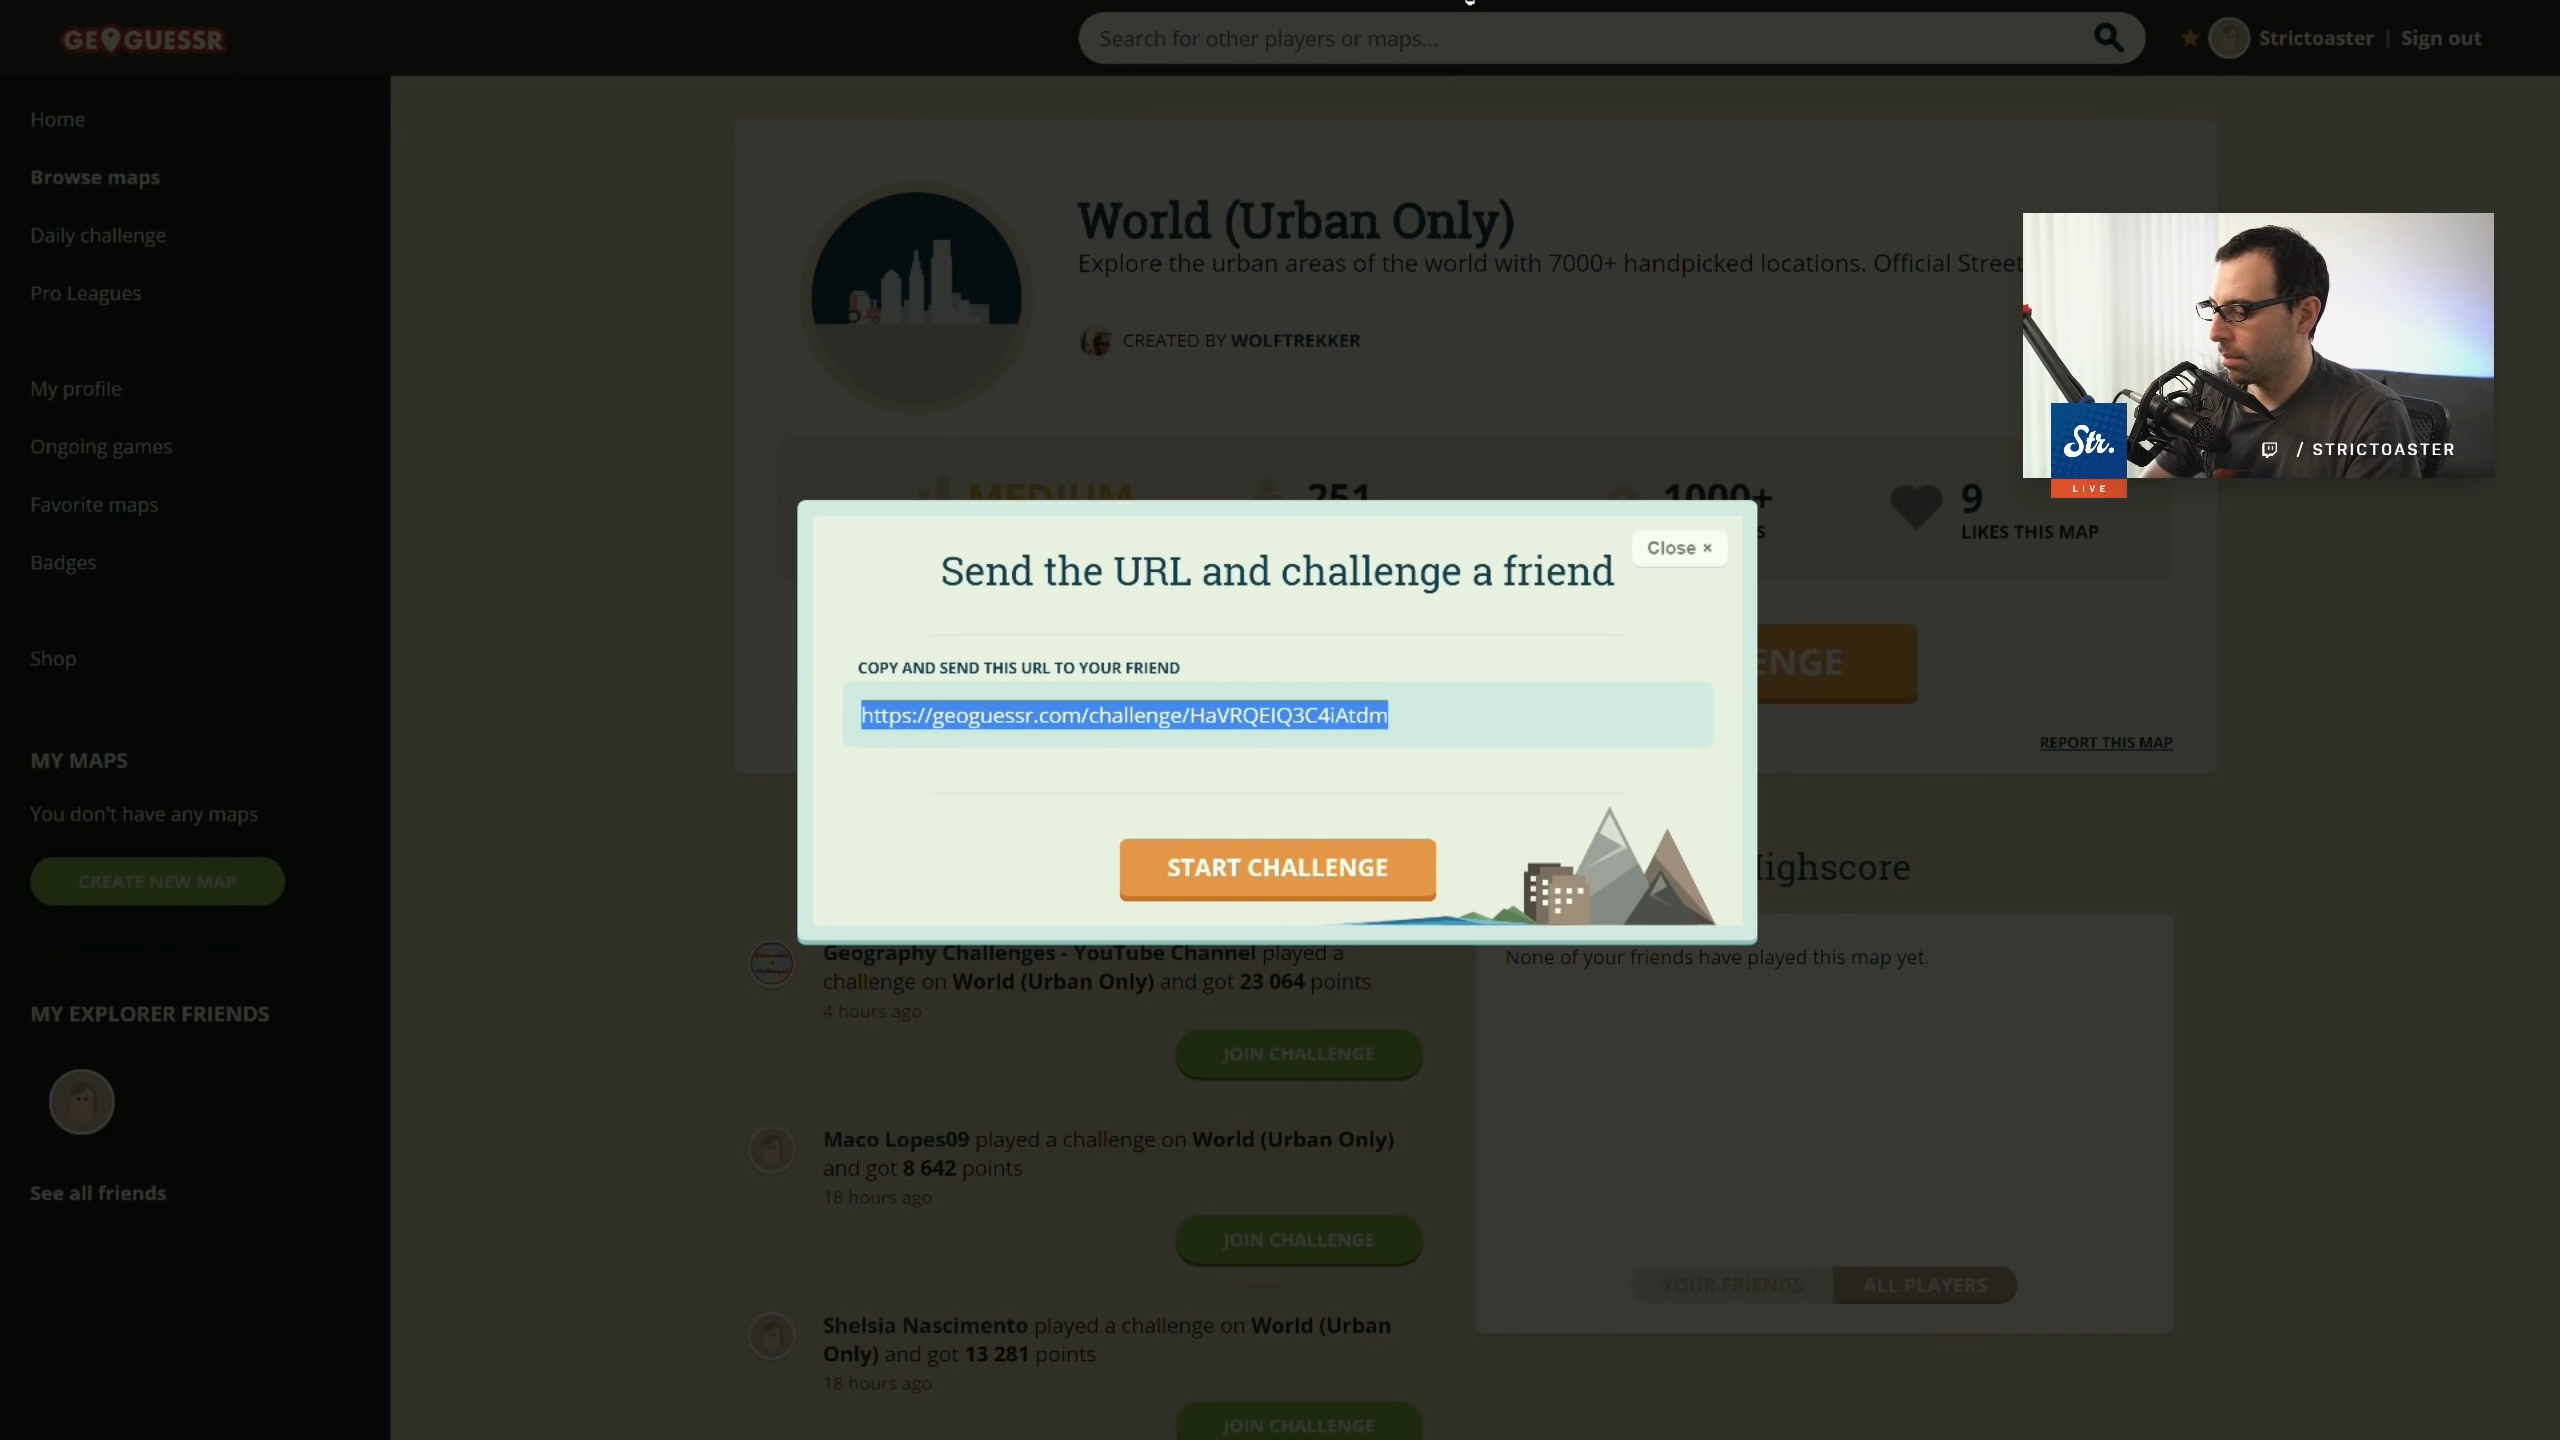 GEOGUESSR
Search for other players or maps...
Strictoaster | Sign out
Home
Browse maps
Daily challenge
Pro Leagues
My profile
Ongoing games
Favorite maps
Badges
Shop
MY MAPS
You don't have any maps
CREATE NEW MAP
MY EXPLORER FRIENDS
See all friends
World (Urban Only)
Explore the urban areas of the world with 7000+ handpicked locations. Official Street
CREATED BY WOLFTREKKER
Str.
LIVE
/ STRICTOASTER
MEDIUM
251
1000+
9
LIKES THIS MAP
Close ×
Send the URL and challenge a friend
COPY AND SEND THIS URL TO YOUR FRIEND
https://geoguessr.com/challenge/HaVRQEIQ3C4iAtdm
START CHALLENGE
ENGE
REPORT THIS MAP
Highscore
Geography Challenges - YouTube Channel played a
challenge on World (Urban Only) and got 23 064 points
4 hours ago
JOIN CHALLENGE
Maco Lopes09 played a challenge on World (Urban Only)
and got 8 642 points
18 hours ago
JOIN CHALLENGE
Shelsia Nascimento played a challenge on World (Urban
Only) and got 13 281 points
18 hours ago
JOIN CHALLENGE
None of your friends have played this map yet.
YOUR FRIENDS
ALL PLAYERS